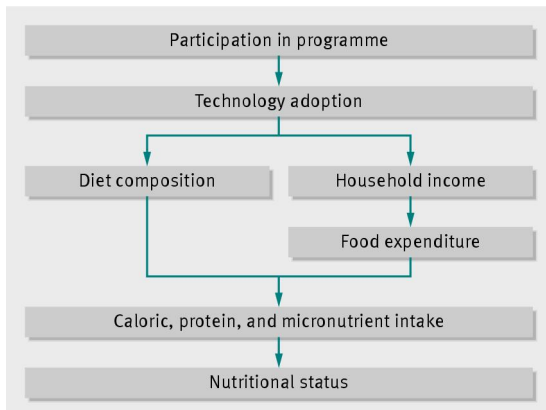 Participation in programme
Technology adoption
Diet composition
Household income
Food expenditure
Caloric, protein, and micronutrient intake
Nutritional status